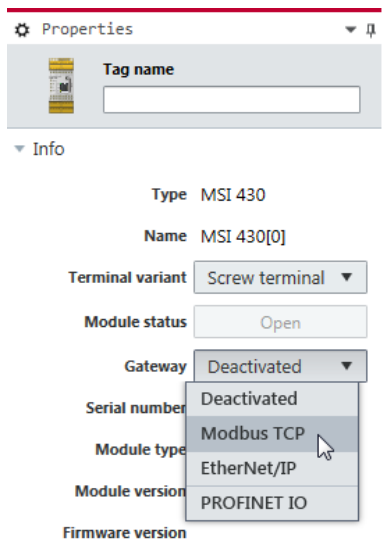 Properties
Tag name
Info
Type MSI 430
Name MSI 430[0]
Terminal variant Screw terminal
Module status Open
Gateway Deactivated
Deactivated
Serial number
Modbus TCP
Module type
EtherNet/IP
Module version
PROFINET IO
Firmware version